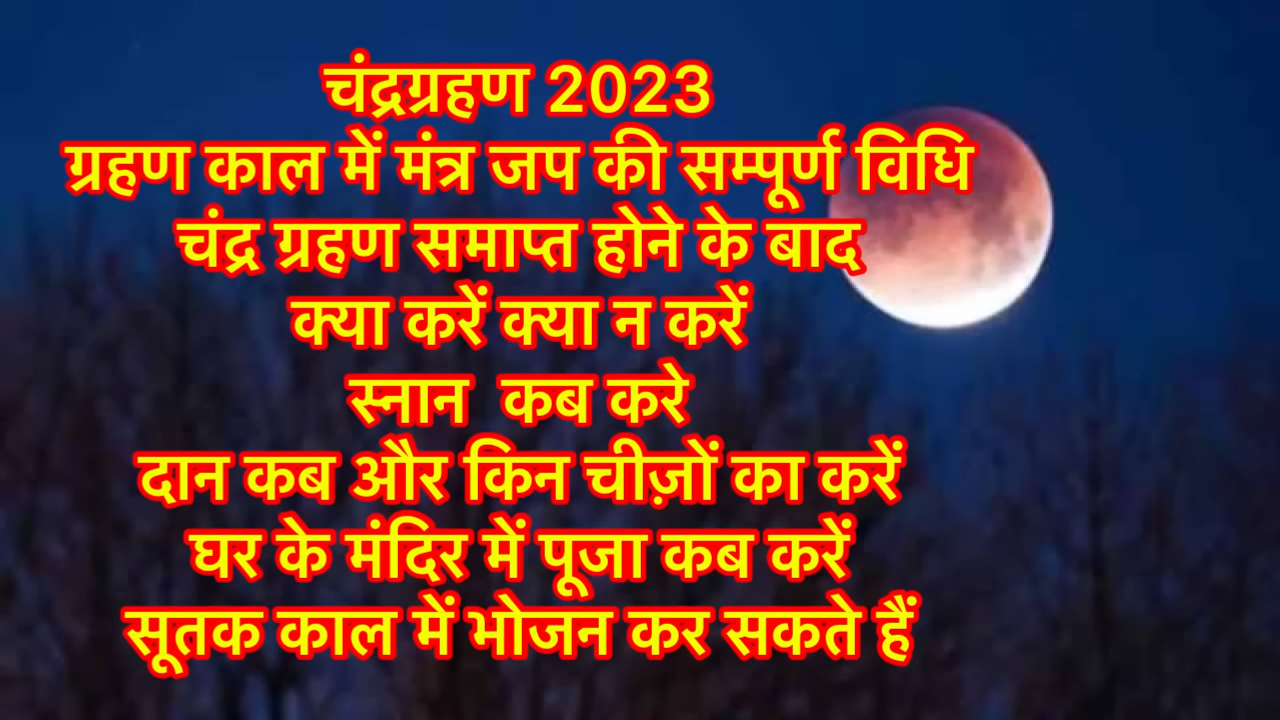 चंद्रग्रहण 2023
ग्रहण काल में मंत्र जप की सम्पूर्ण विधि
चंद्र ग्रहण समाप्त होने के बाद
क्या करें क्या न करें
स्नान कब करे
दान कब और किन चीज़ों का करें
घर के मंदिर में पूजा कब करें
सूतक काल में भोजन कर सकते हैं